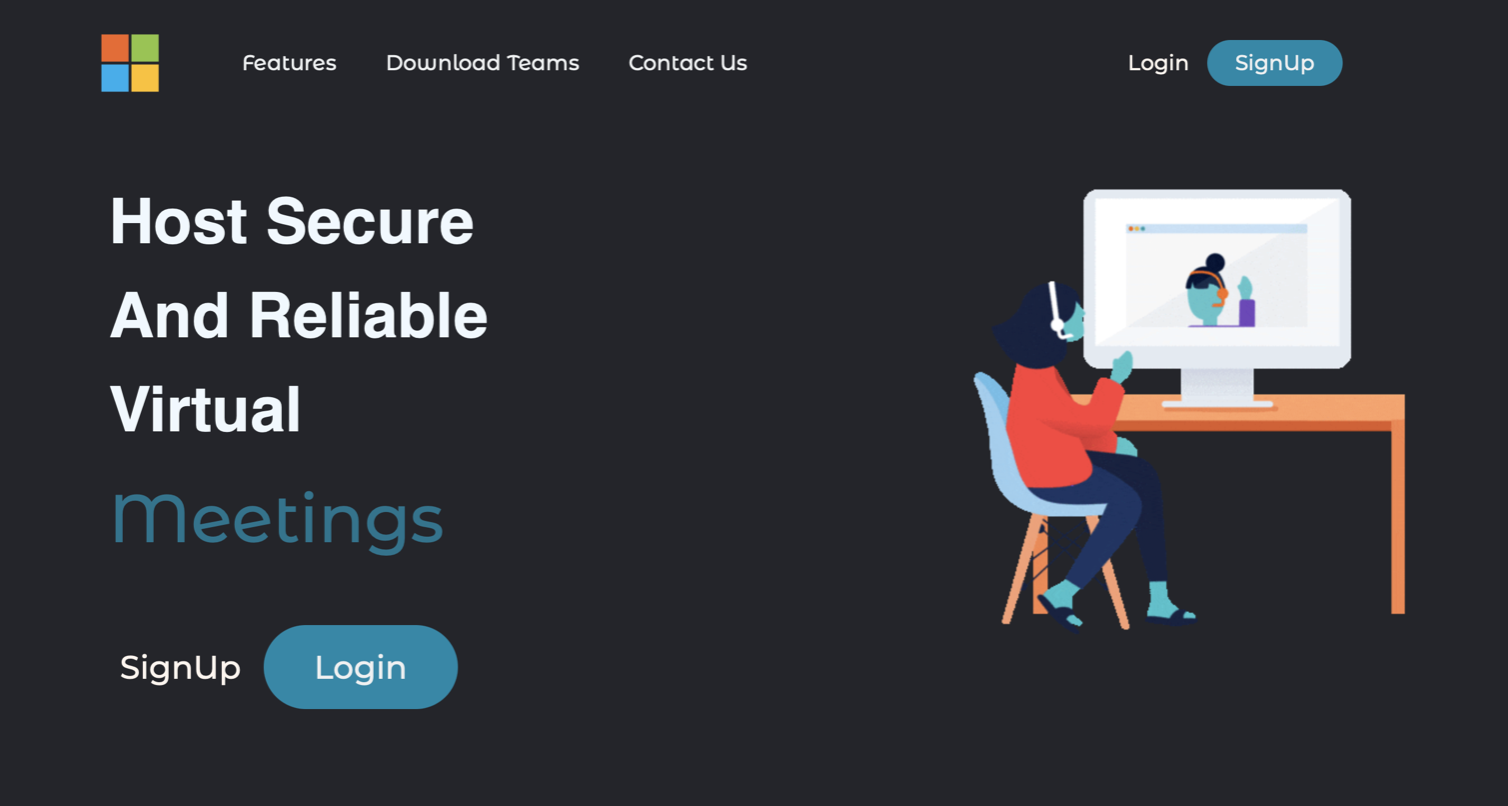 Features Download Teams Contact Us Login SignUp
Host Secure
And Reliable
Virtual
Meetings
SignUp Login